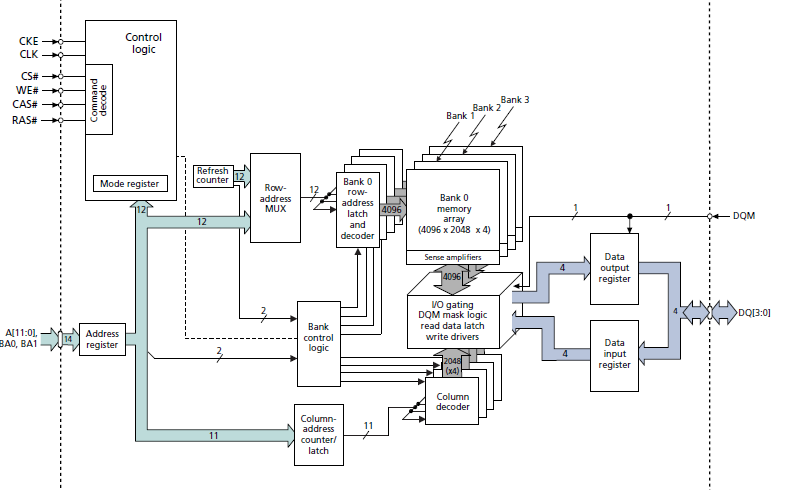 CKE
CLK
CS#
WE#
CAS#
RAS#
Control
logic
Command
decode
Mode register
12
Refresh
counter
12
12
Row-
address
MUX
12
Bank 0
row-
address
latch
and
decoder
4096
Bank 1
Bank 2
Bank 3
Bank 0
memory
array
(4096 x 2048 x 4)
Sense amplifiers
4096
I/O gating
DQM mask logic
read data latch
write drivers
2048
(x4)
Column
decoder
2
Bank
control
logic
2
A[11:0],
BA0, BA1
14
Address
register
11
Column-
address
counter/
latch
11
1
1
DQM
4
Data
output
register
4
DQ[3:0]
4
Data
input
register